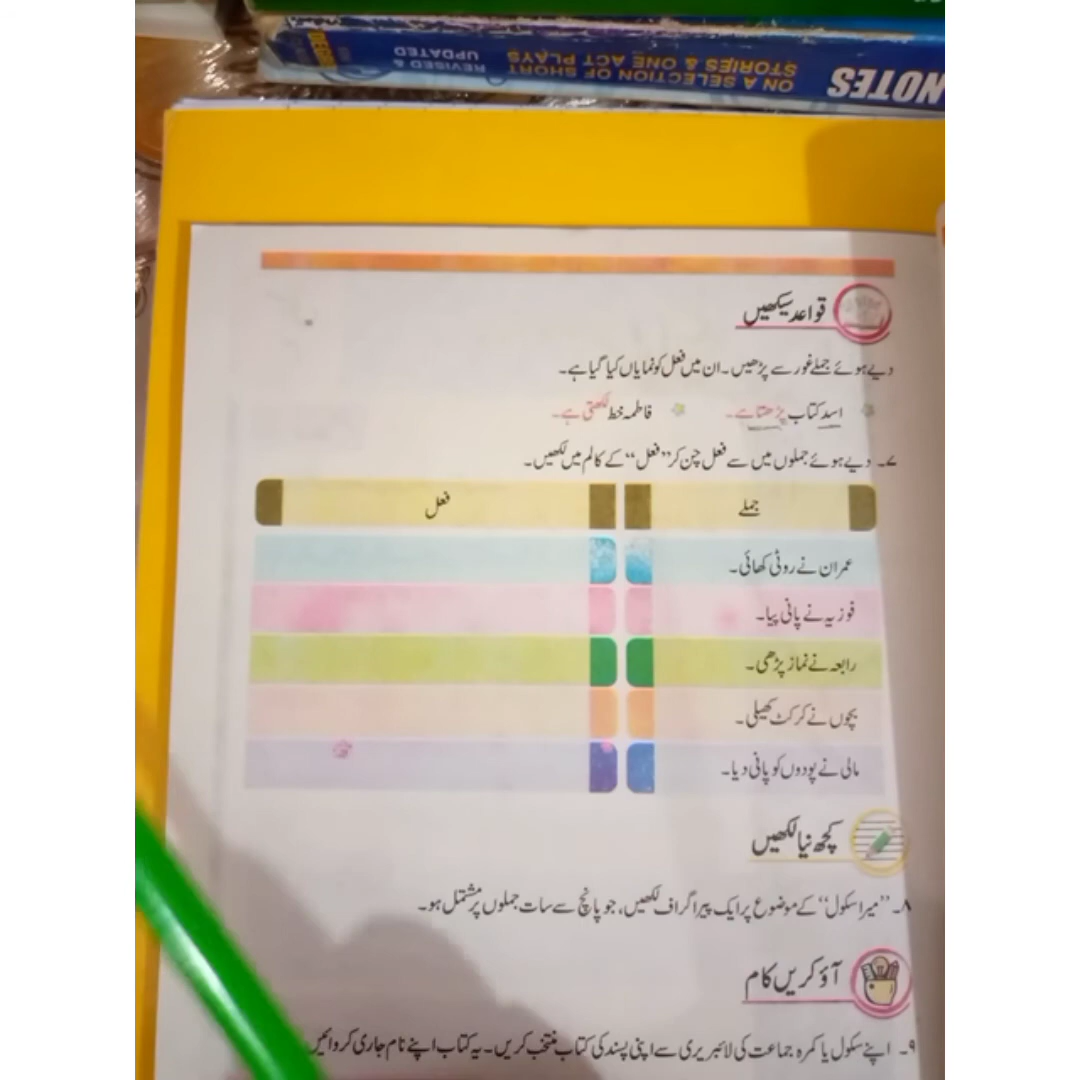 NOTES
ON A SELECTION OF SHORT
STORIES & ONE ACT PLAYS
REVISED &
UPDATED
قواعد سیکھیں
دیے ہوئے جملے غور سے پڑھیں۔ ان میں فعل کو نمایاں کیا گیا ہے۔
اسد کتاب پڑھتا ہے۔ فاطمہ خط لکھتی ہے۔
۷۔ دیے ہوئے جملوں میں سے فعل چن کر "فعل" کے کالم میں لکھیں۔
جملے فعل
عمران نے روٹی کھائی۔
فوزیہ نے پانی پیا۔
رابعہ نے نماز پڑھی۔
بچوں نے کرکٹ کھیلی۔
مالی نے پودوں کو پانی دیا۔
کچھ نیا لکھیں
۸۔ "میرا سکول" کے موضوع پر ایک پیراگراف لکھیں، جو پانچ سے سات جملوں پر مشتمل ہو۔
آؤ کریں کام
۹۔ اپنے سکول یا کمرہ جماعت کی لائبریری سے اپنی پسند کی کتاب منتخب کریں۔ یہ کتاب اپنے نام جاری کروائیں